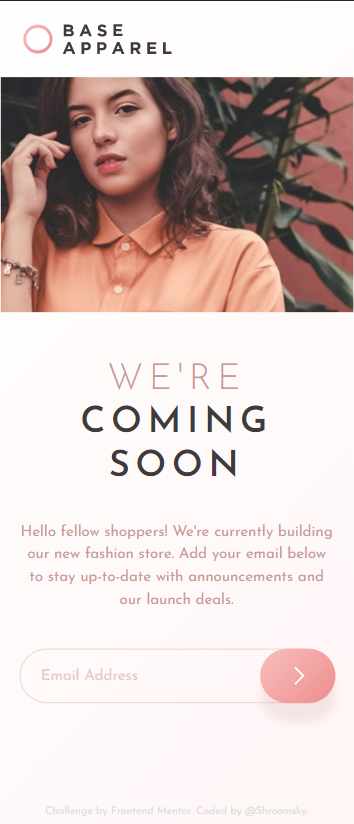 BASE
APPAREL
WE'RE
COMING
SOON
Hello fellow shoppers! We're currently building
our new fashion store. Add your email below
to stay up-to-date with announcements and
our launch deals.
Email Address
Challenge by Frontend Mentor. Coded by @Shroomsky.